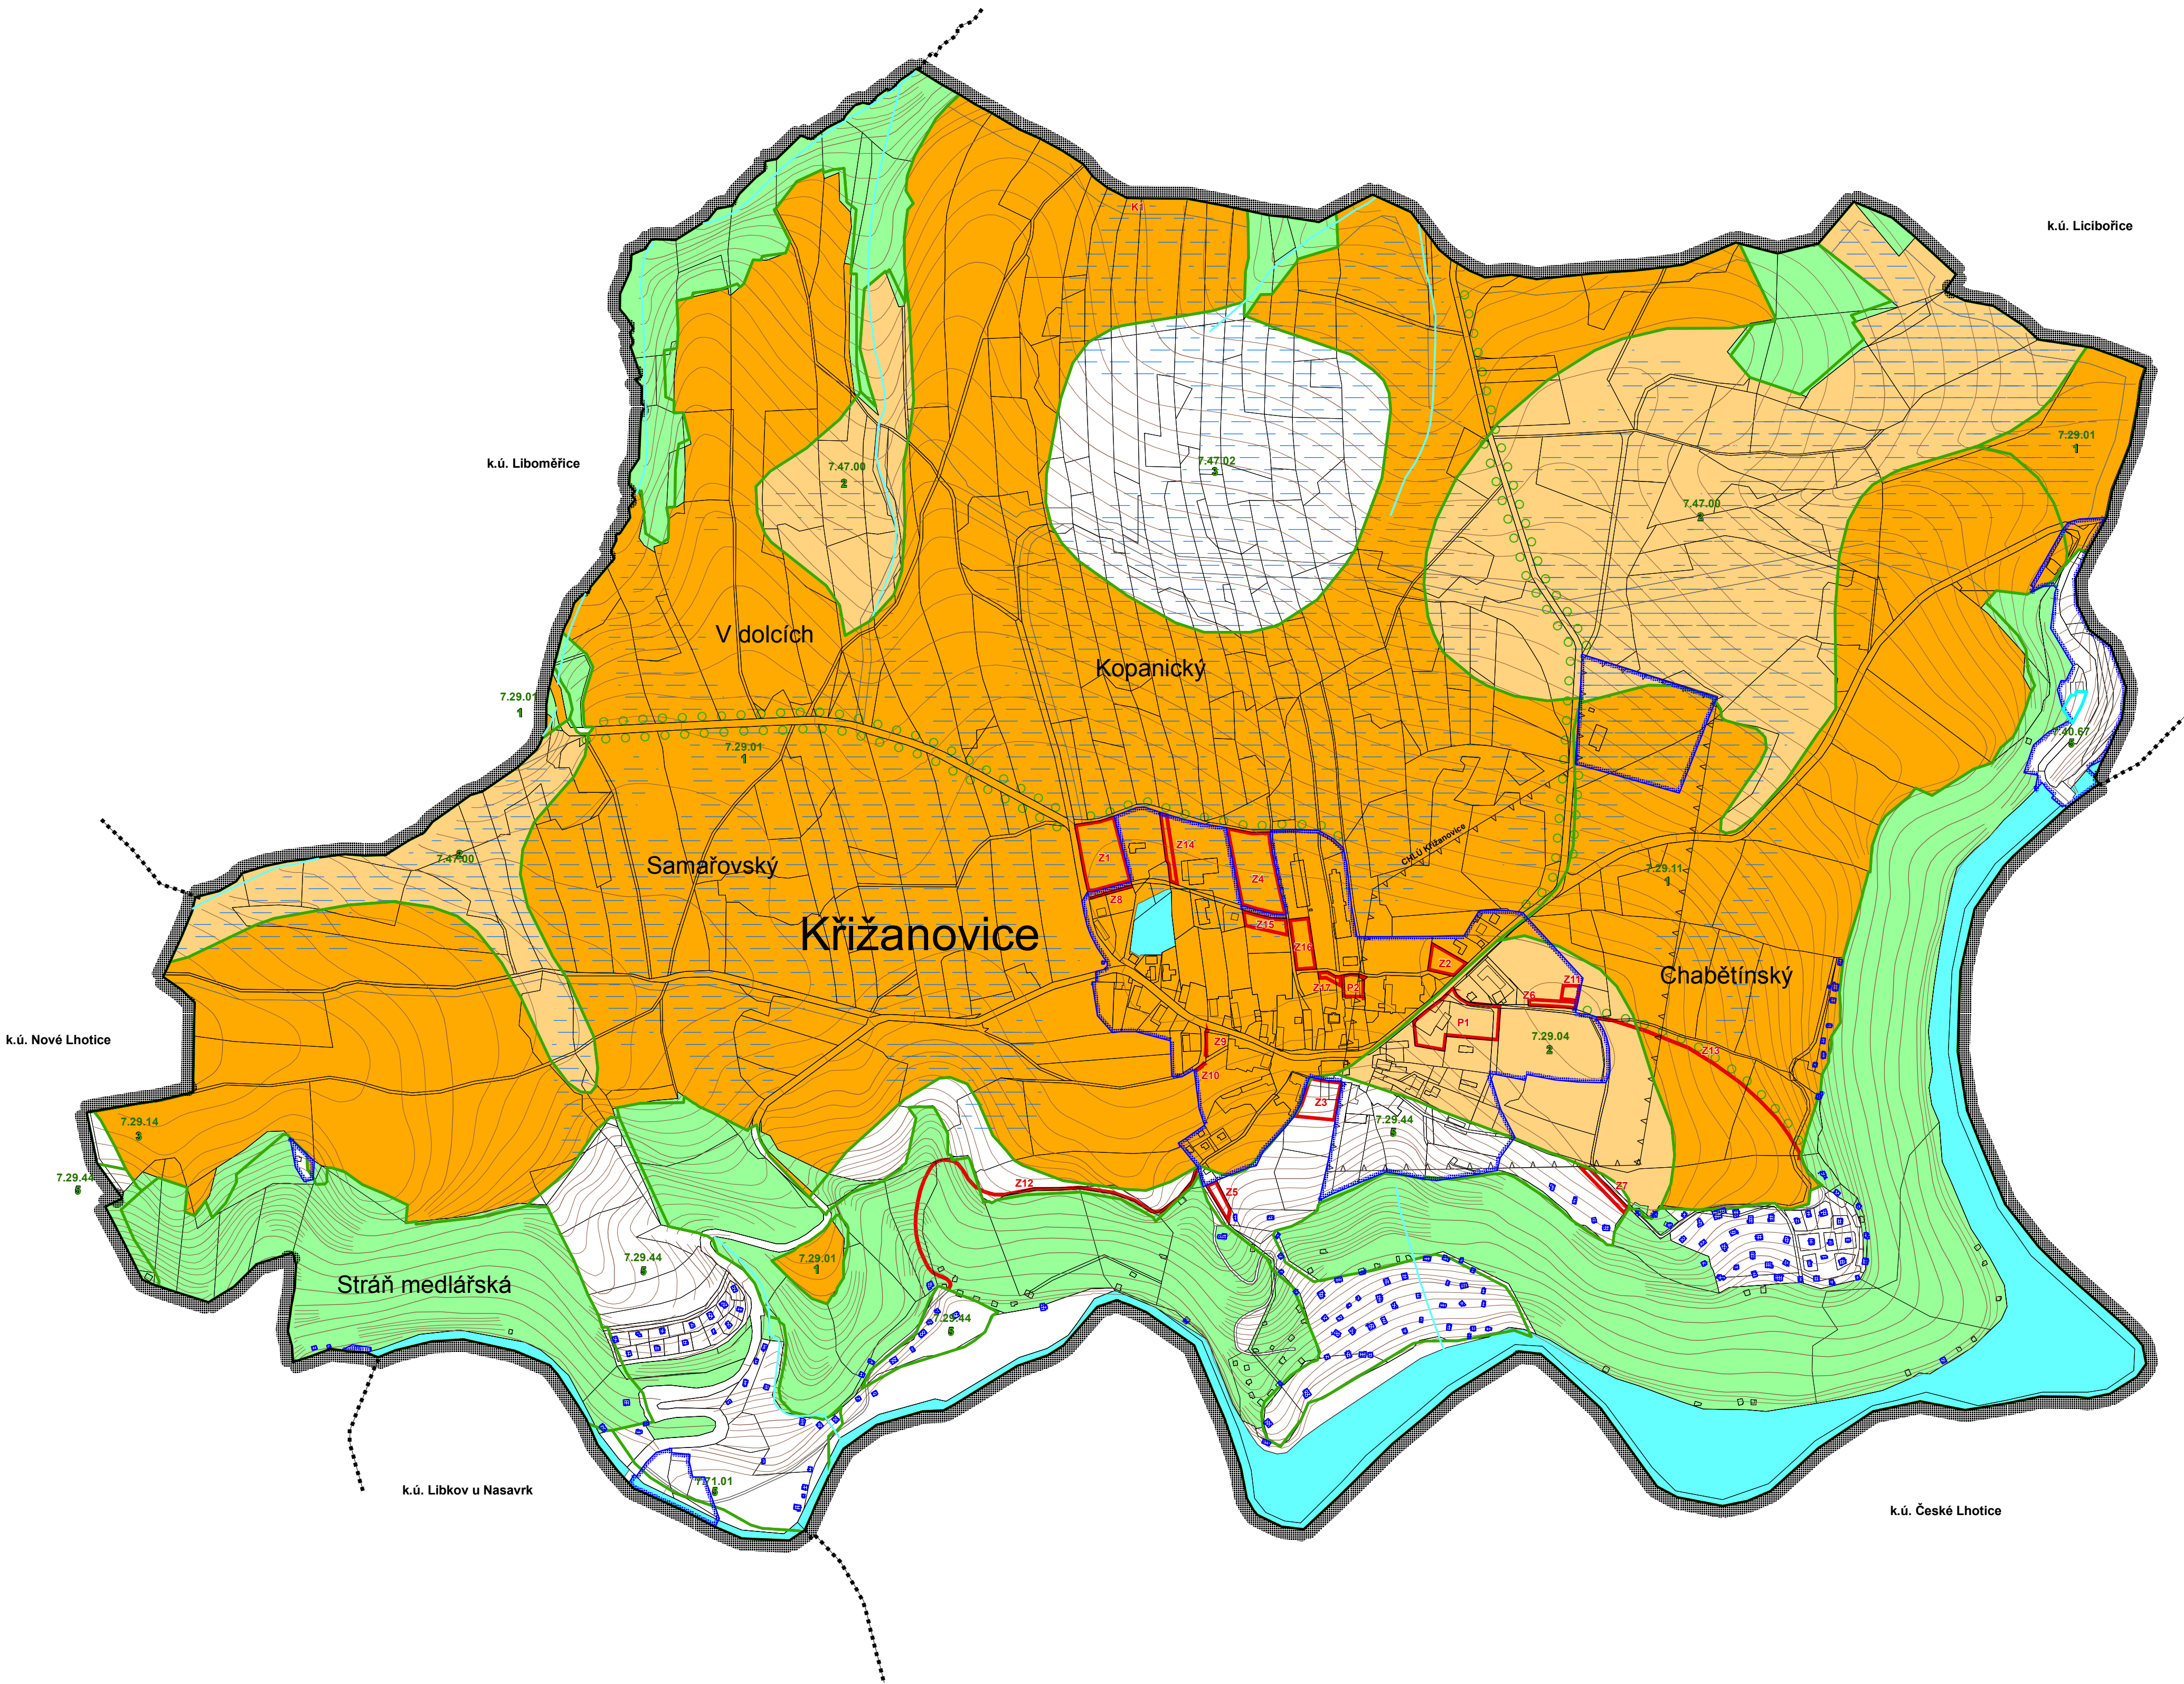 K1
k.ú. Licibořice
7.29.01
1
k.ú. Liboměřice
7.47.00
2
7.47.02
3
7.47.00
2
V dolcích
Kopanický
7.29.01
1
7.29.01
1
7.40.67
5
CHLÚ Křižanovice
Z1
Z14
Z4
7.47.00
2
Samařovský
7.29.11
1
Z8
Z15
Křižanovice
Z16
Z2
Chabětínský
Z17
P2
Z11
Z6
P1
k.ú. Nové Lhotice
Z9
7.29.04
2
Z13
Z10
Z3
7.29.14
3
7.29.44
5
7.29.44
5
Z12
Z5
Z7
7.29.44
5
7.29.01
1
Stráň medlářská
7.29.44
5
7.71.01
5
k.ú. Libkov u Nasavrk
k.ú. České Lhotice